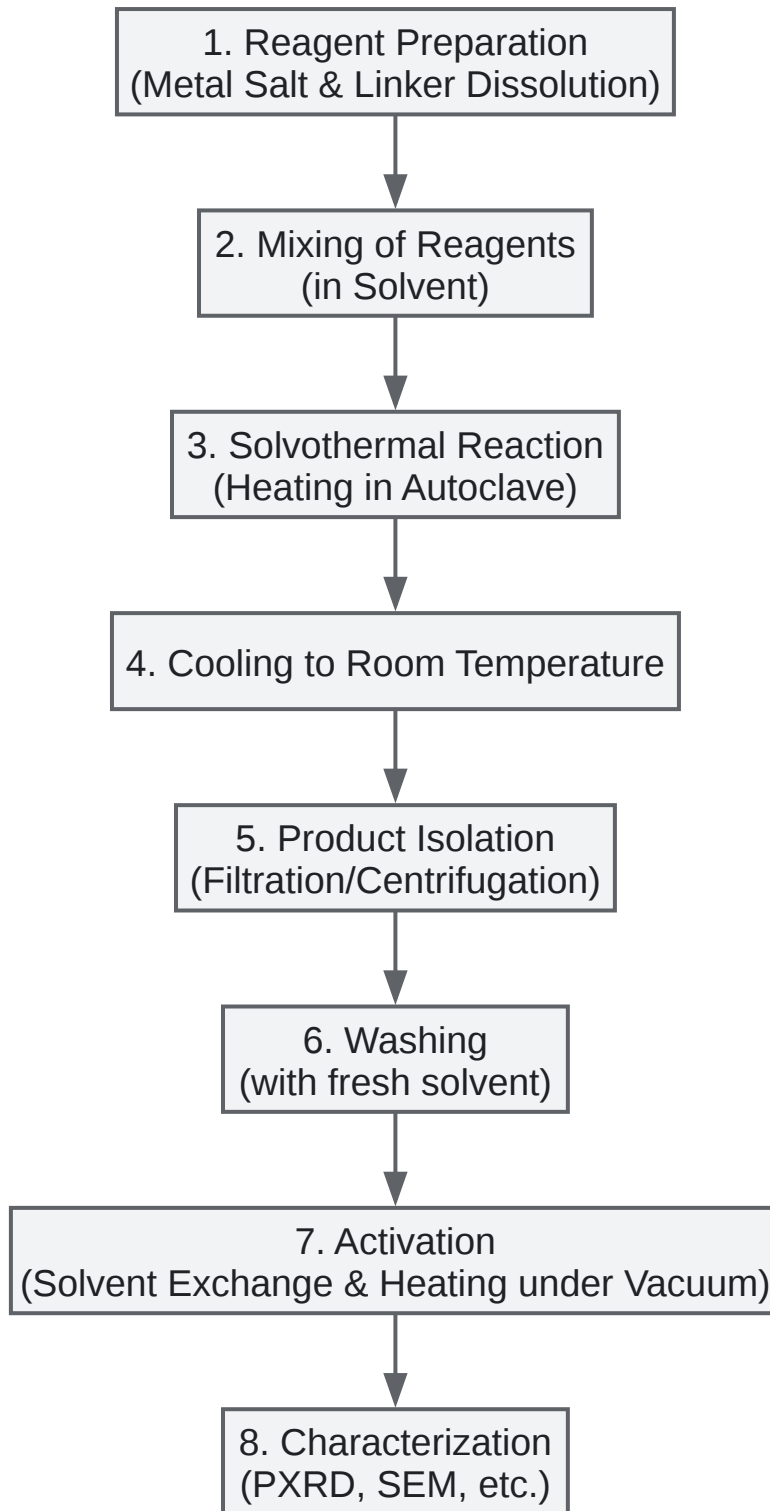 1. Reagent Preparation
(Metal Salt & Linker Dissolution)
2. Mixing of Reagents
(in Solvent)
3. Solvothermal Reaction
(Heating in Autoclave)
4. Cooling to Room Temperature
5. Product Isolation
(Filtration/Centrifugation)
6. Washing
(with fresh solvent)
7. Activation
(Solvent Exchange & Heating under Vacuum)
8. Characterization
(PXRD, SEM, etc.)